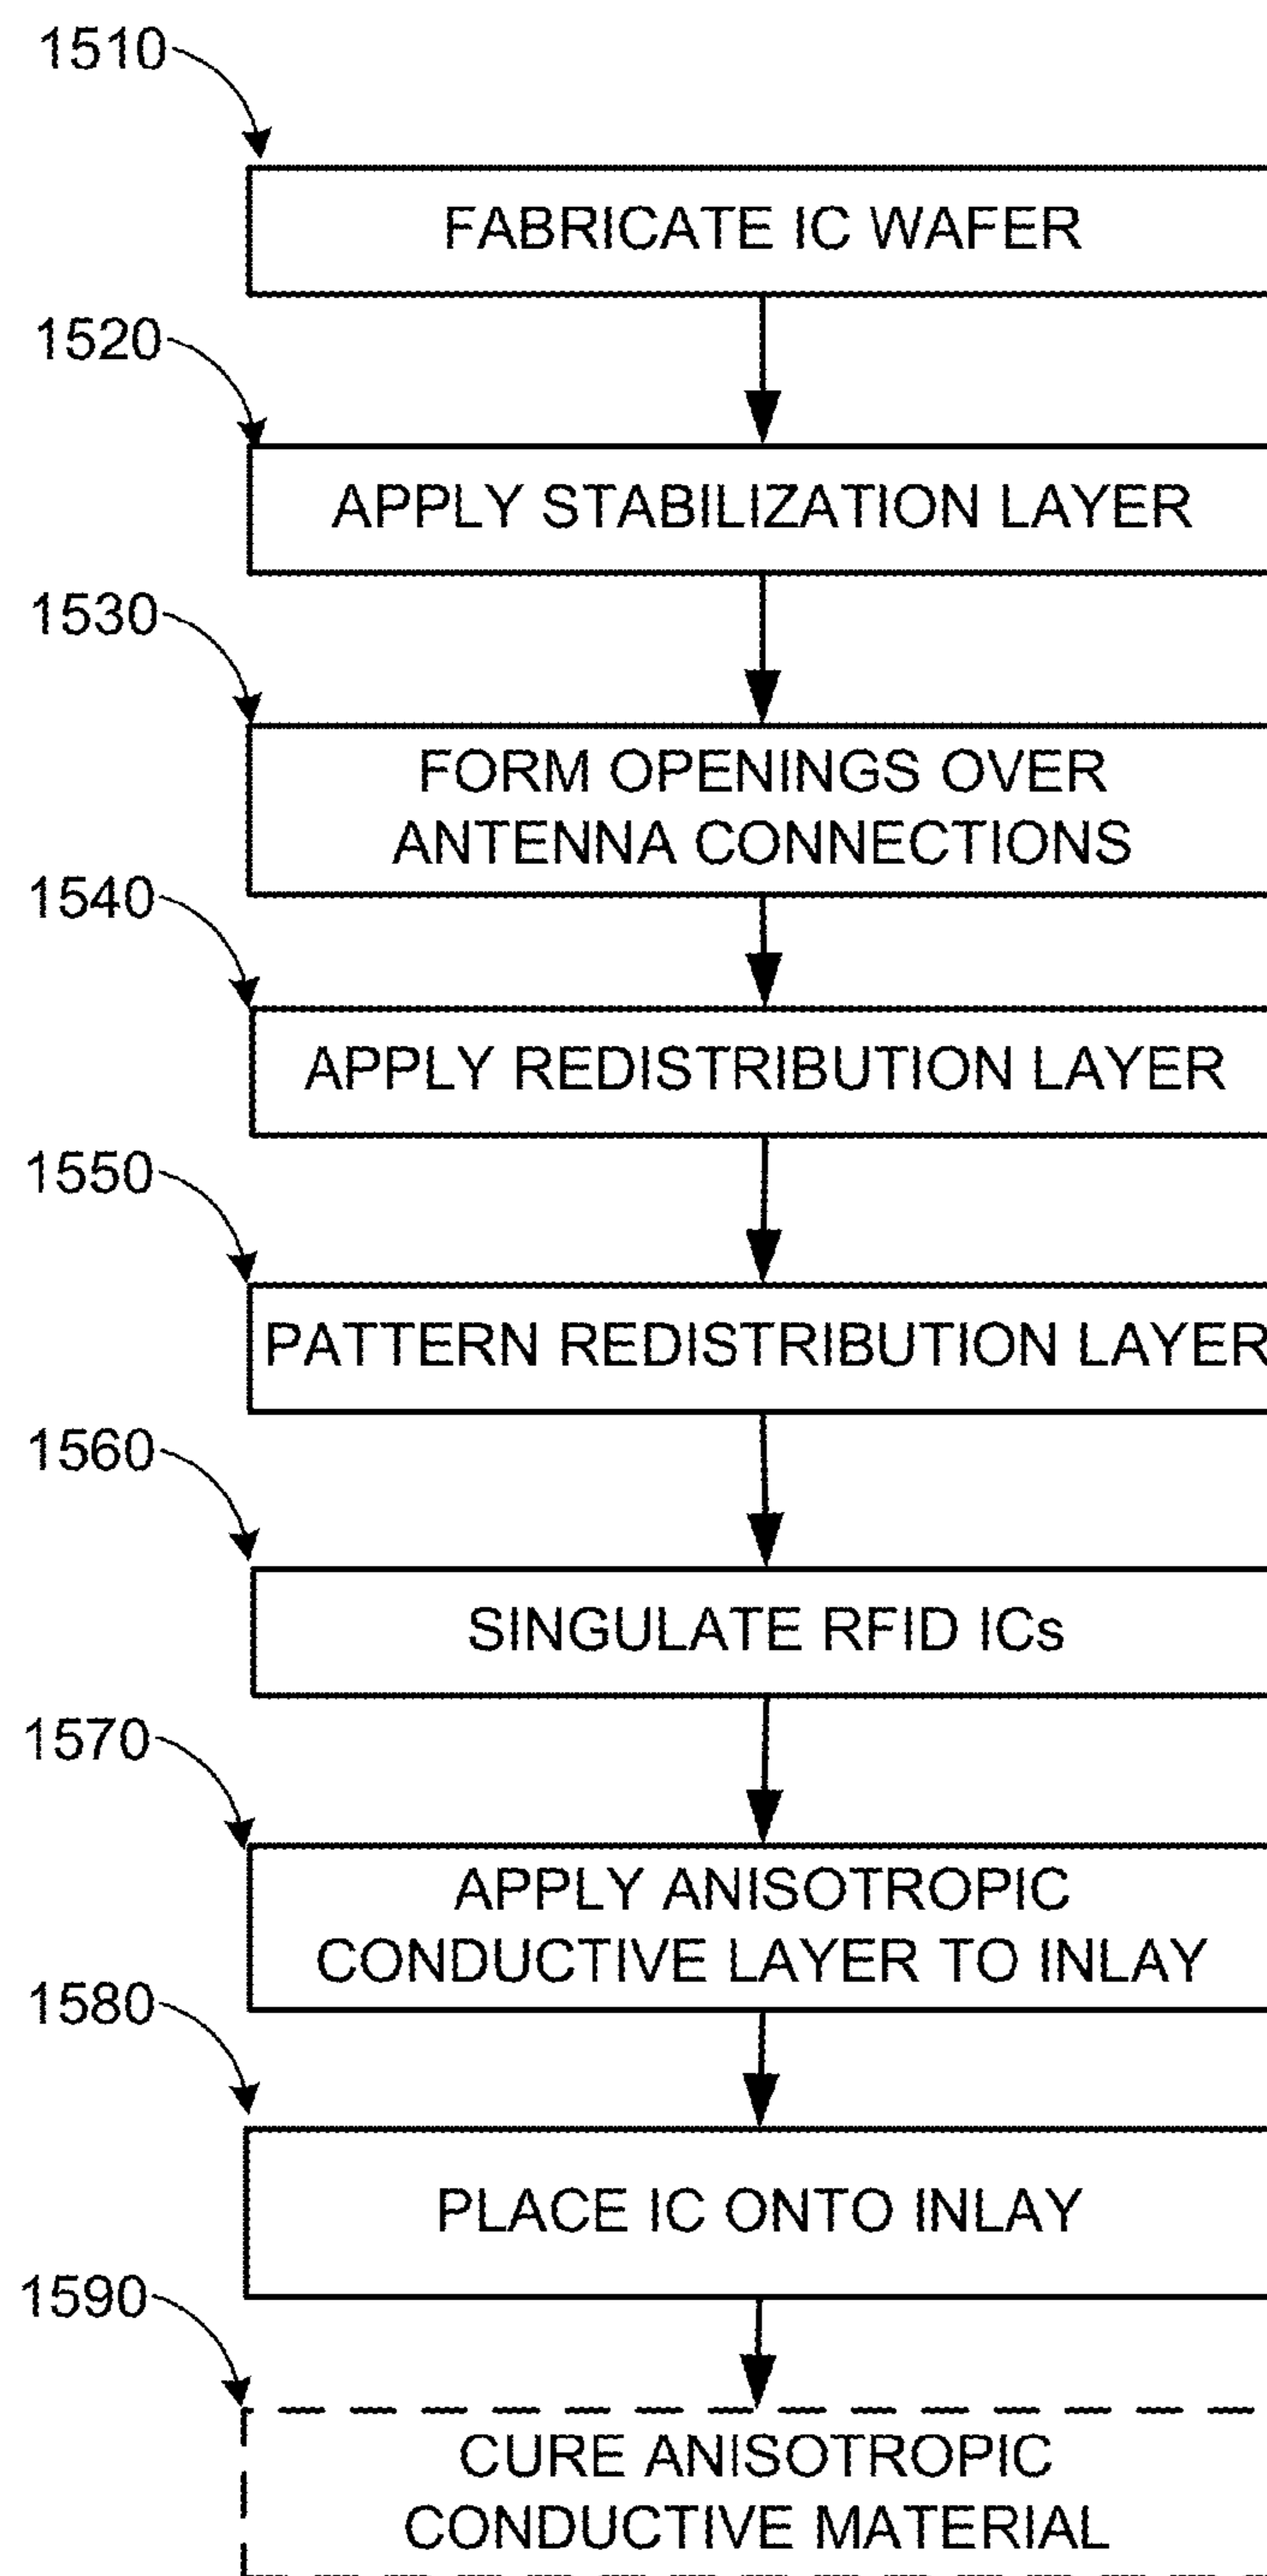 1510
FABRICATE IC WAFER
1520
APPLY STABILIZATION LAYER
1530
FORM OPENINGS OVER
ANTENNA CONNECTIONS
1540
APPLY REDISTRIBUTION LAYER
1550
PATTERN REDISTRIBUTION LAYER
1560
SINGULATE RFID ICs
1570
APPLY ANISOTROPIC
CONDUCTIVE LAYER TO INLAY
1580
PLACE IC ONTO INLAY
1590
CURE ANISOTROPIC
CONDUCTIVE MATERIAL